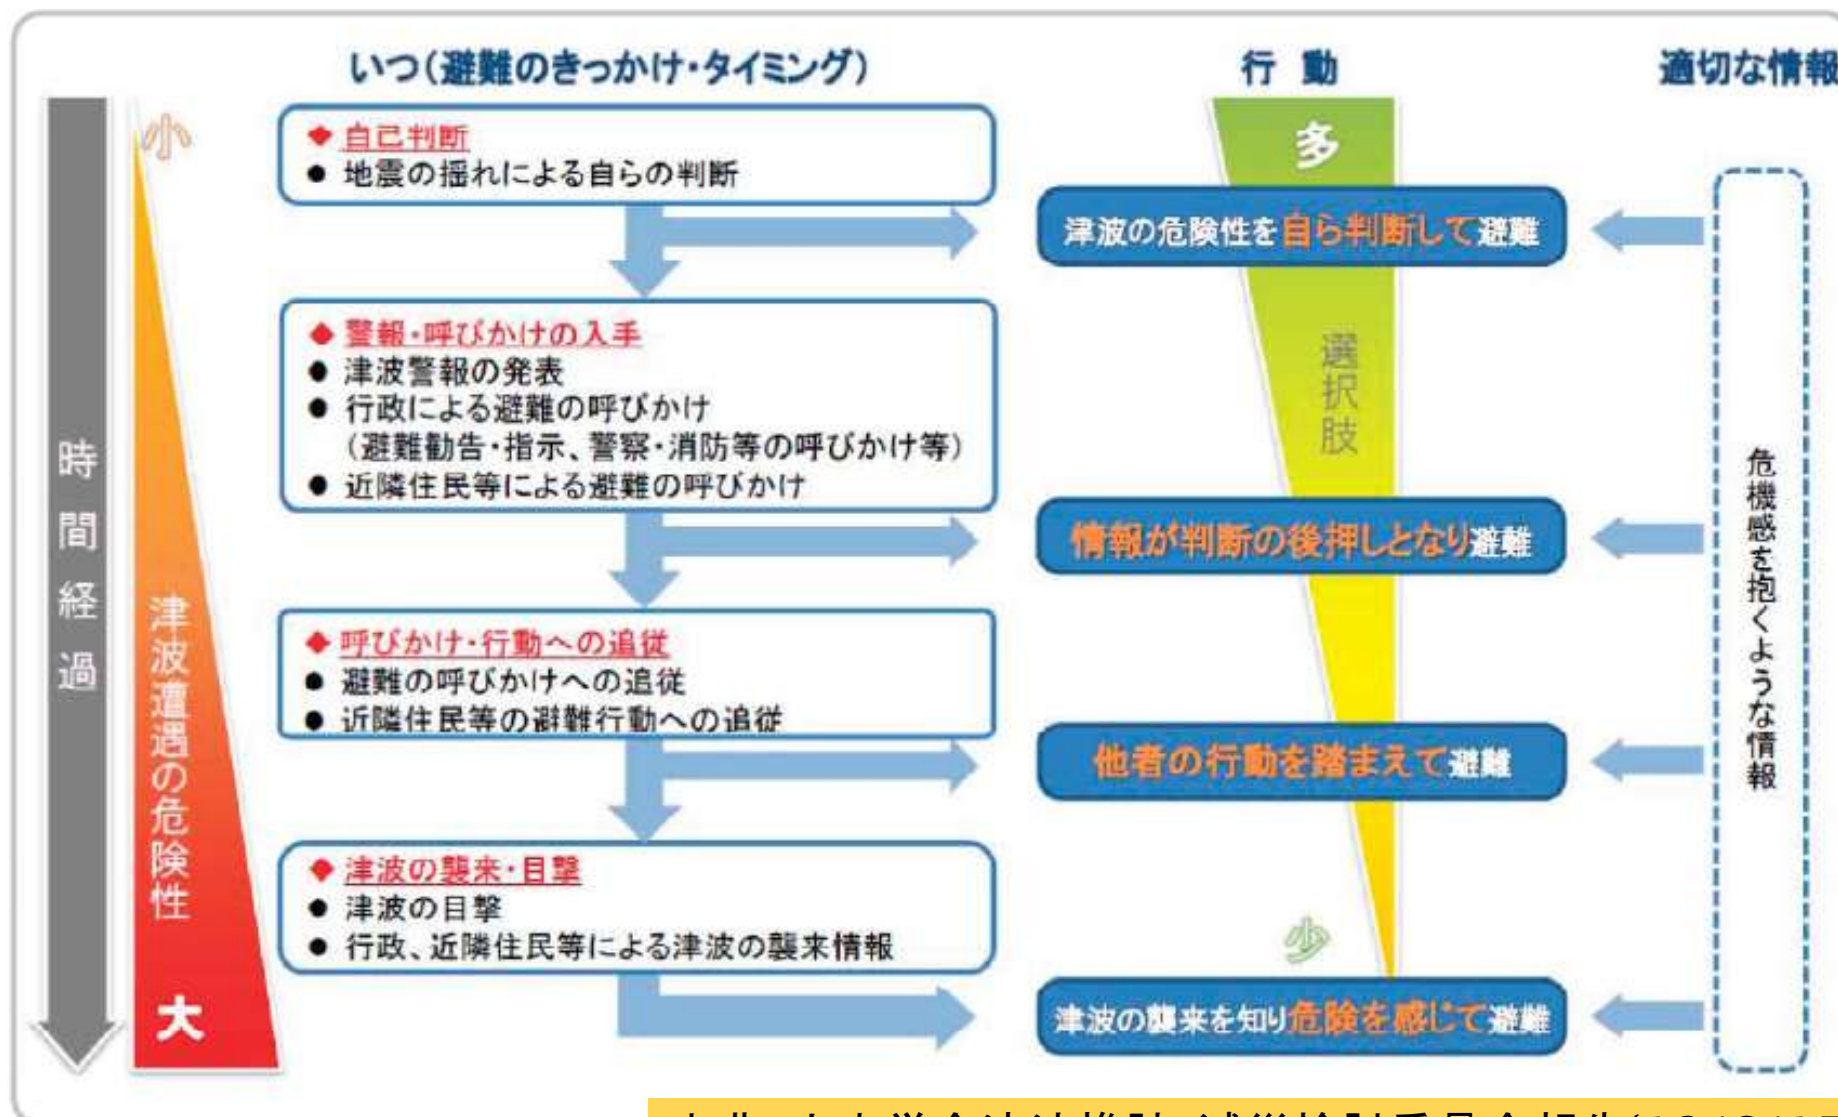 いつ(避難のきっかけ・タイミング)
行動
適切な情報
時間経過
小
津波遭遇の危険性
大
◆ 自己判断
● 地震の揺れによる自らの判断
◆ 警報・呼びかけの入手
● 津波警報の発表
● 行政による避難の呼びかけ
(避難勧告・指示、警察・消防等の呼びかけ等)
● 近隣住民等による避難の呼びかけ
◆ 呼びかけ・行動への追従
● 避難の呼びかけへの追従
● 近隣住民等の避難行動への追従
◆ 津波の襲来・目撃
● 津波の目撃
● 行政、近隣住民等による津波の襲来情報
多
津波の危険性を自ら判断して避難
選択肢
情報が判断の後押しとなり避難
他者の行動を踏まえて避難
少
津波の襲来を知り危険を感じて避難
危機感を抱くような情報